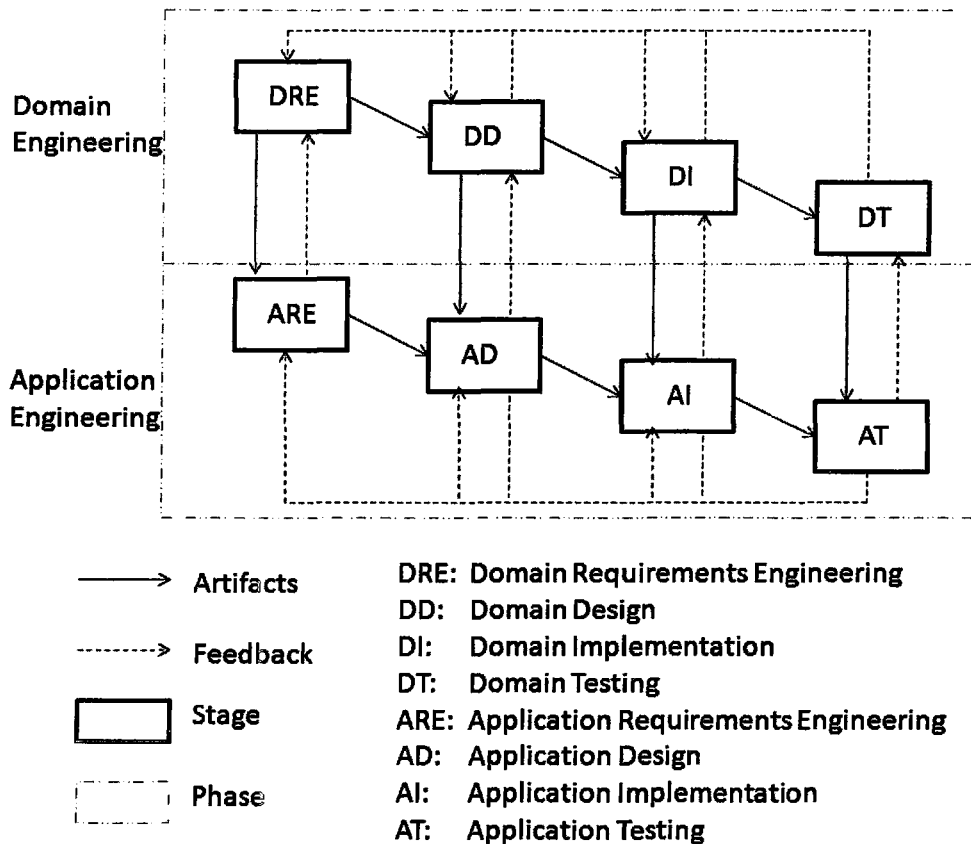 Domain
Engineering
DRE
DD
DI
DT
Application
Engineering
ARE
AD
AI
AT
Artifacts
Feedback
Stage
Phase
DRE: Domain Requirements Engineering
DD: Domain Design
DI: Domain Implementation
DT: Domain Testing
ARE: Application Requirements Engineering
AD: Application Design
AI: Application Implementation
AT: Application Testing